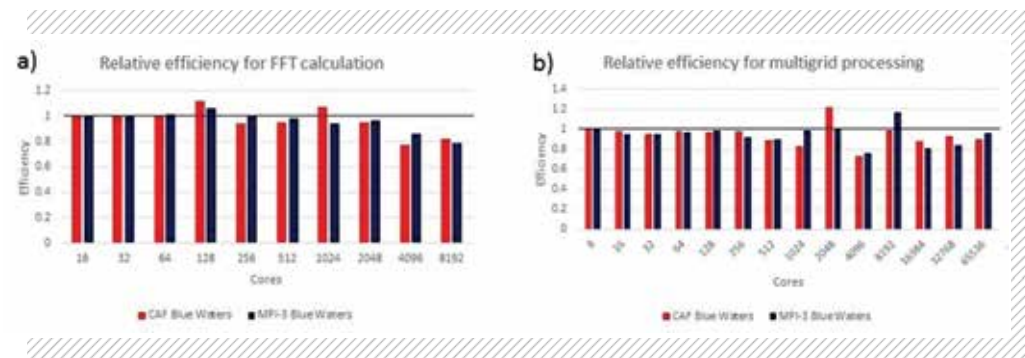 a)
Relative efficiency for FFT calculation
1.2
1
0.8
0.6
0.4
0.2
0
Efficiency
16 32 64 128 256 512 1024 2048 4096 8192
Cores
CAF Blue Waters MPI-3 Blue Waters
b)
Relative efficiency for multigrid processing
1.4
1.2
1
0.8
0.6
0.4
0.2
0
Efficiency
8 16 32 64 128 256 512 1024 2048 4096 8192 16384 32768 65536
Cores
CAF Blue Waters MPI-3 Blue Waters